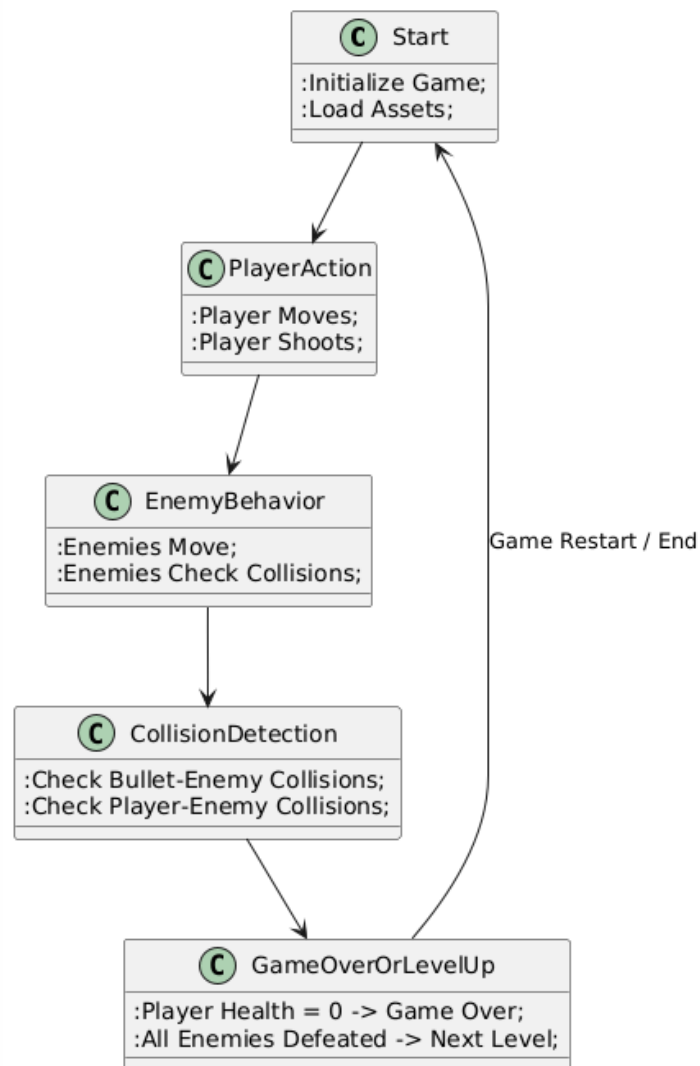 C Start
:Initialize Game;
:Load Assets;
C PlayerAction
:Player Moves;
:Player Shoots;
C EnemyBehavior
:Enemies Move;
:Enemies Check Collisions;
Game Restart / End
C CollisionDetection
:Check Bullet-Enemy Collisions;
:Check Player-Enemy Collisions;
C GameOverOrLevelUp
:Player Health = 0 -> Game Over;
:All Enemies Defeated -> Next Level;